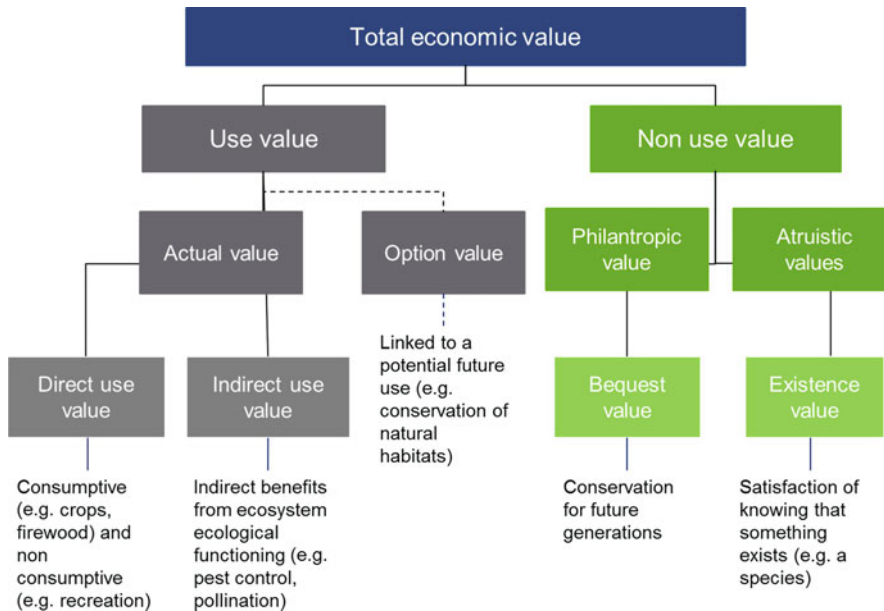 Total economic value
Use value
Non use value
Actual value
Option value
Philantropic
value
Atruistic
values
Linked to a
potential future
use (e.g.
conservation of
natural
habitats)
Direct use
value
Indirect use
value
Bequest
value
Existence
value
Consumptive
(e.g. crops,
firewood) and
non
consumptive
(e.g. recreation)
Indirect benefits
from ecosystem
ecological
functioning (e.g.
pest control,
pollination)
Conservation
for future
generations
Satisfaction of
knowing that
something
exists (e.g. a
species)